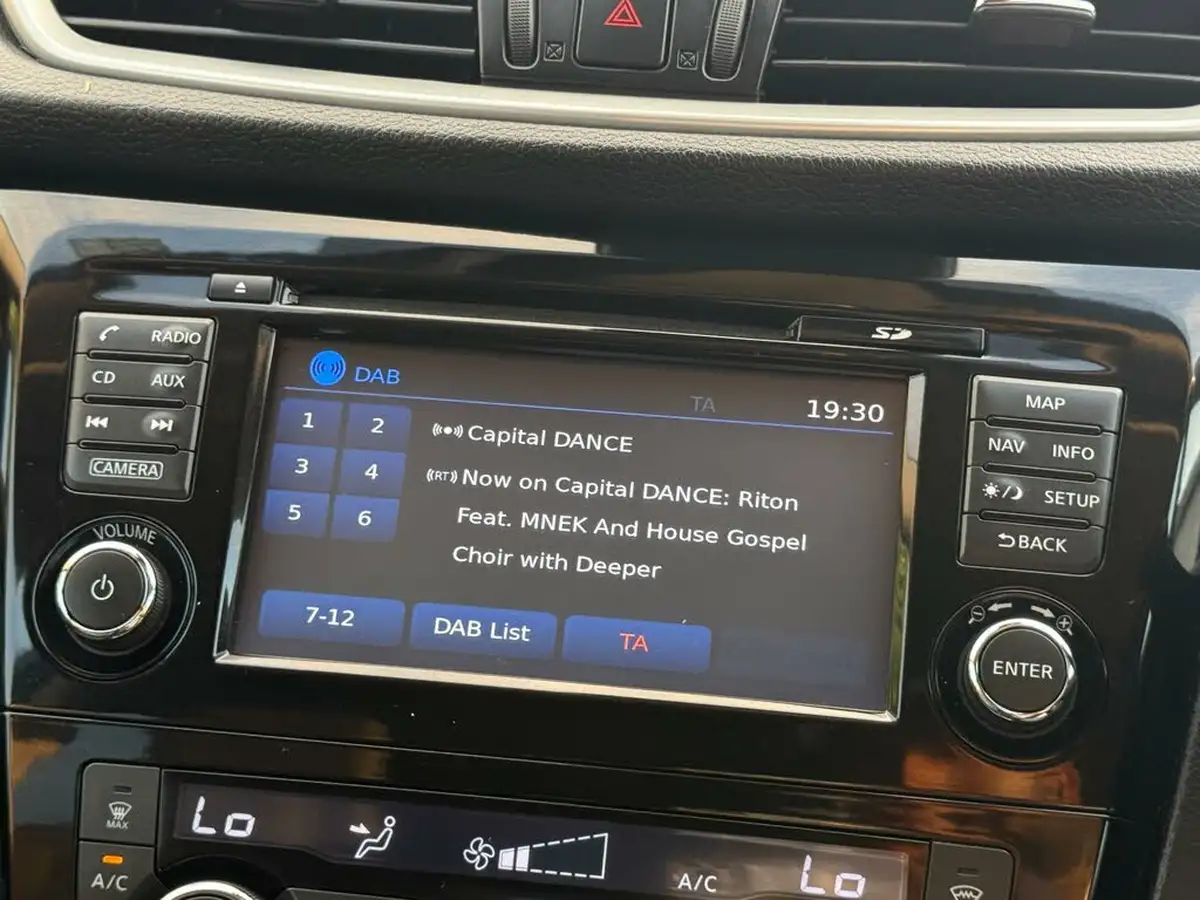 RADIO
CD AUX
CAMERA
VOLUME
SD
DAB
TA 19:30
1 2
3 4
5 6
Capital DANCE
(RT) Now on Capital DANCE: Riton
Feat. MNEK And House Gospel
Choir with Deeper
7-12 DAB List TA
MAP
NAV INFO
SETUP
BACK
ENTER
MAX
A/C
Lo
A/C
Lo